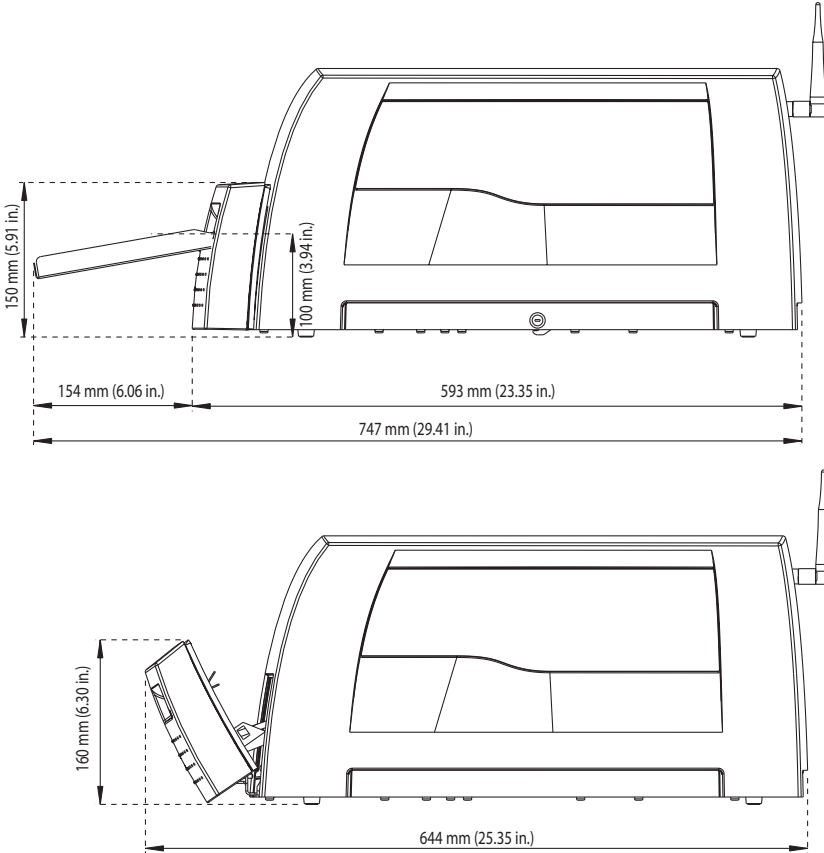 150 mm (5.91 in.)
100 mm (3.94 in.)
154 mm (6.06 in.)
593 mm (23.35 in.)
747 mm (29.41 in.)
160 mm (6.30 in.)
644 mm (25.35 in.)